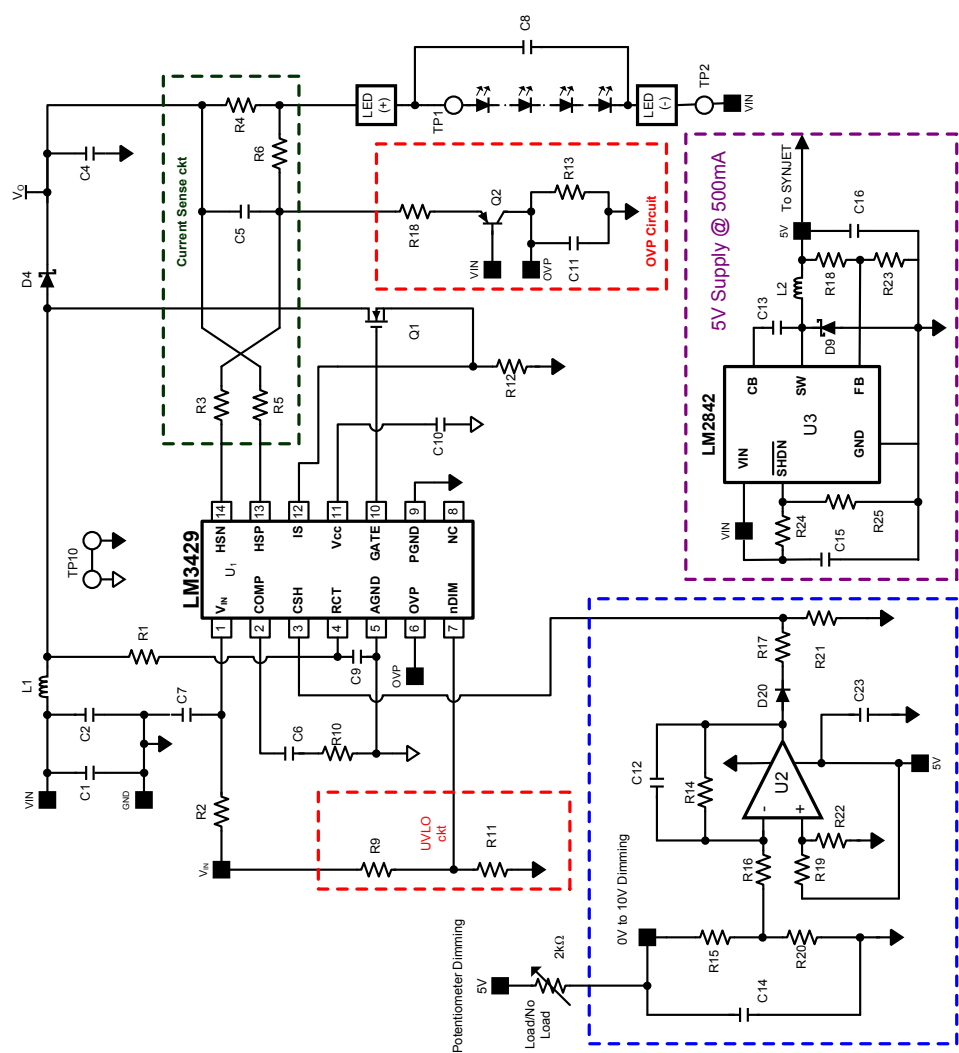 VIN
C1
C2
GND
L1
C7
R1
TP10
D4
VO
C4
Current Sense ckt
R3
R5
C5
R4
R6
LED (+)
C8
TP1
LED (-)
TP2
VIN
R2
VIN
C6
R10
C9
OVP
LM3429
U1
1
VIN
2
COMP
3
CSH
4
RCT
5
AGND
6
OVP
7
nDIM
14
HSN
13
HSP
12
IS
11
Vcc
10
GATE
9
PGND
8
NC
C10
Q1
R12
R18
VIN
Q2
OVP
C11
R13
OVP Circuit
UVLO
ckt
R9
R11
Potentiometer Dimming
5V
Load/No
Load
2kΩ
0V to 10V Dimming
R15
R20
C14
R16
R19
R22
C12
R14
U2
-
+
D20
R17
R21
C23
5V
5V Supply @ 500mA
LM2842
U3
VIN
SHDN
GND
CB
SW
FB
VIN
R24
C15
R25
C13
D9
L2
R18
R23
5V
C16
To SYNJET